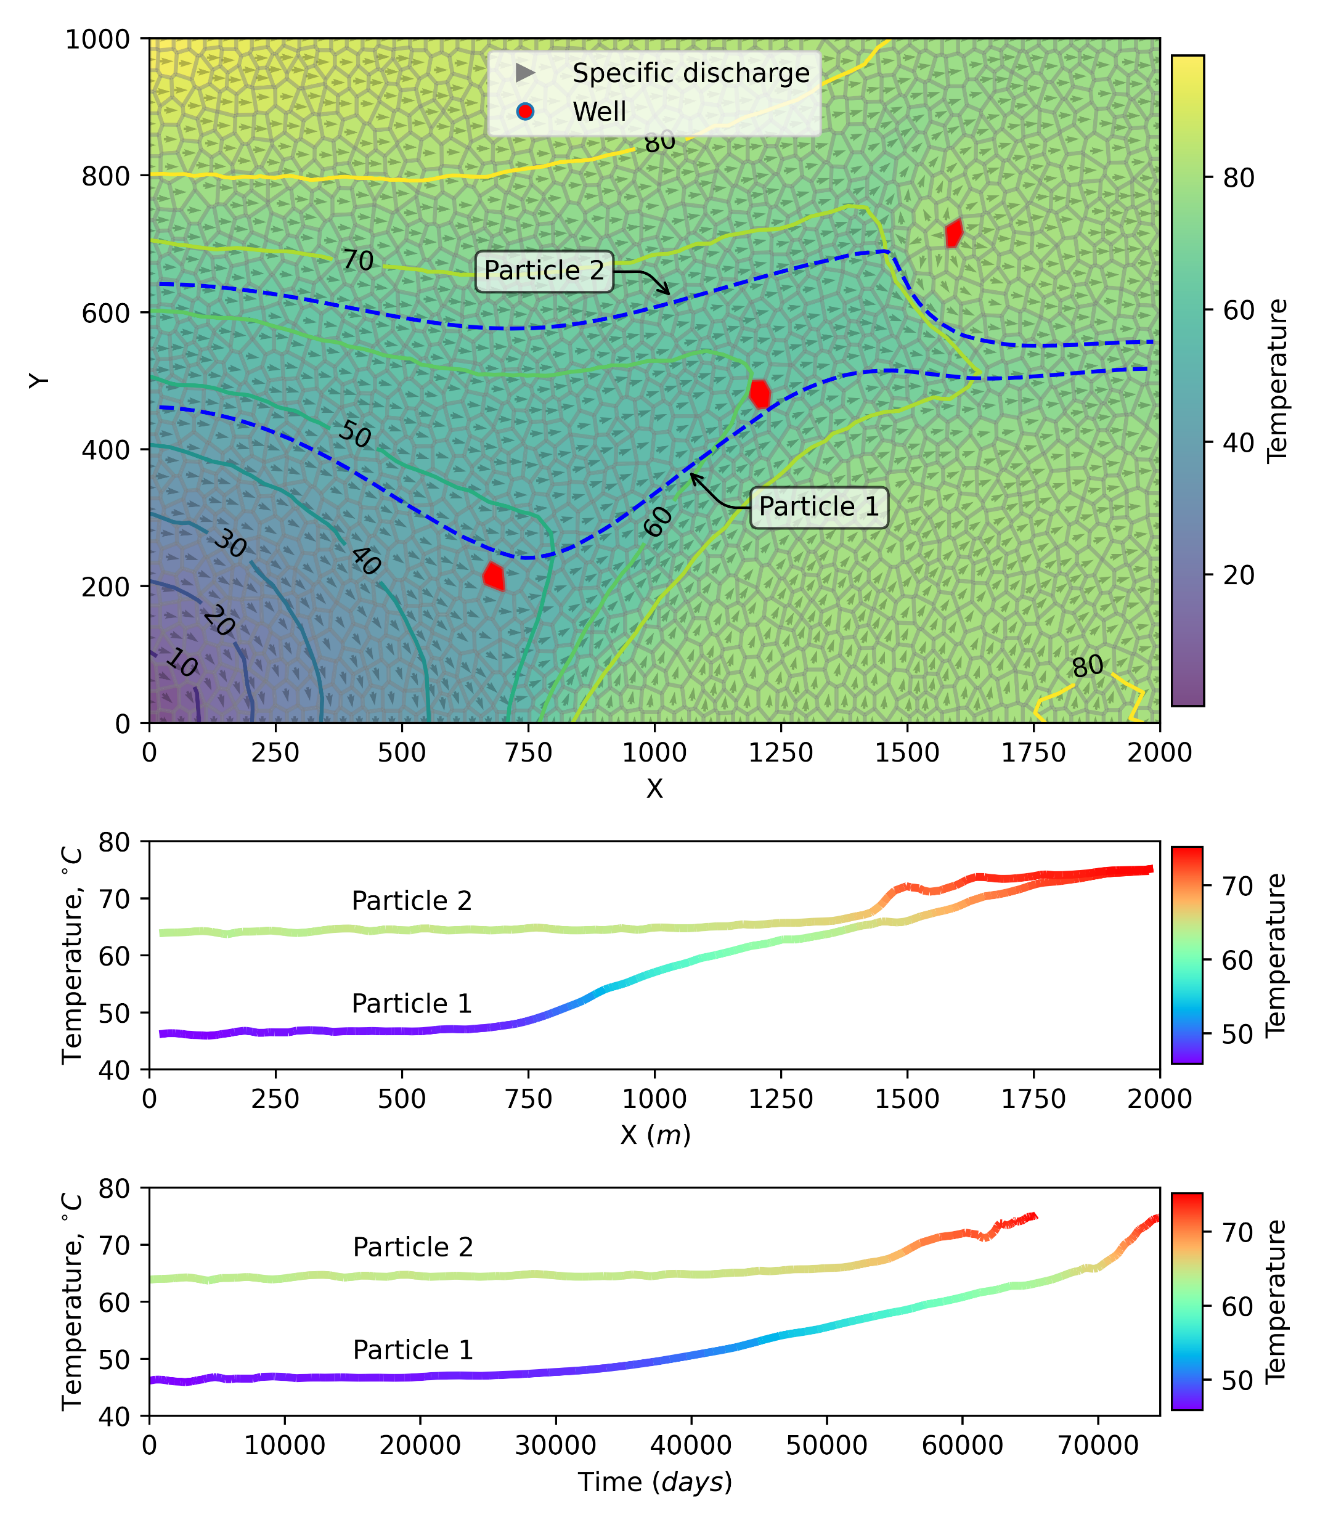 1000
800
600
400
200
0
Y
Specific discharge
Well
80
70
Particle 2
50
60
Particle 1
30
40
20
10
80
0 250 500 750 1000 1250 1500 1750 2000
X
80
60
40
20
Temperature
80
70
60
50
40
Temperature, °C
Particle 2
Particle 1
0 250 500 750 1000 1250 1500 1750 2000
X (m)
70
60
50
Temperature
80
70
60
50
40
Temperature, °C
Particle 2
Particle 1
0 10000 20000 30000 40000 50000 60000 70000
Time (days)
70
60
50
Temperature